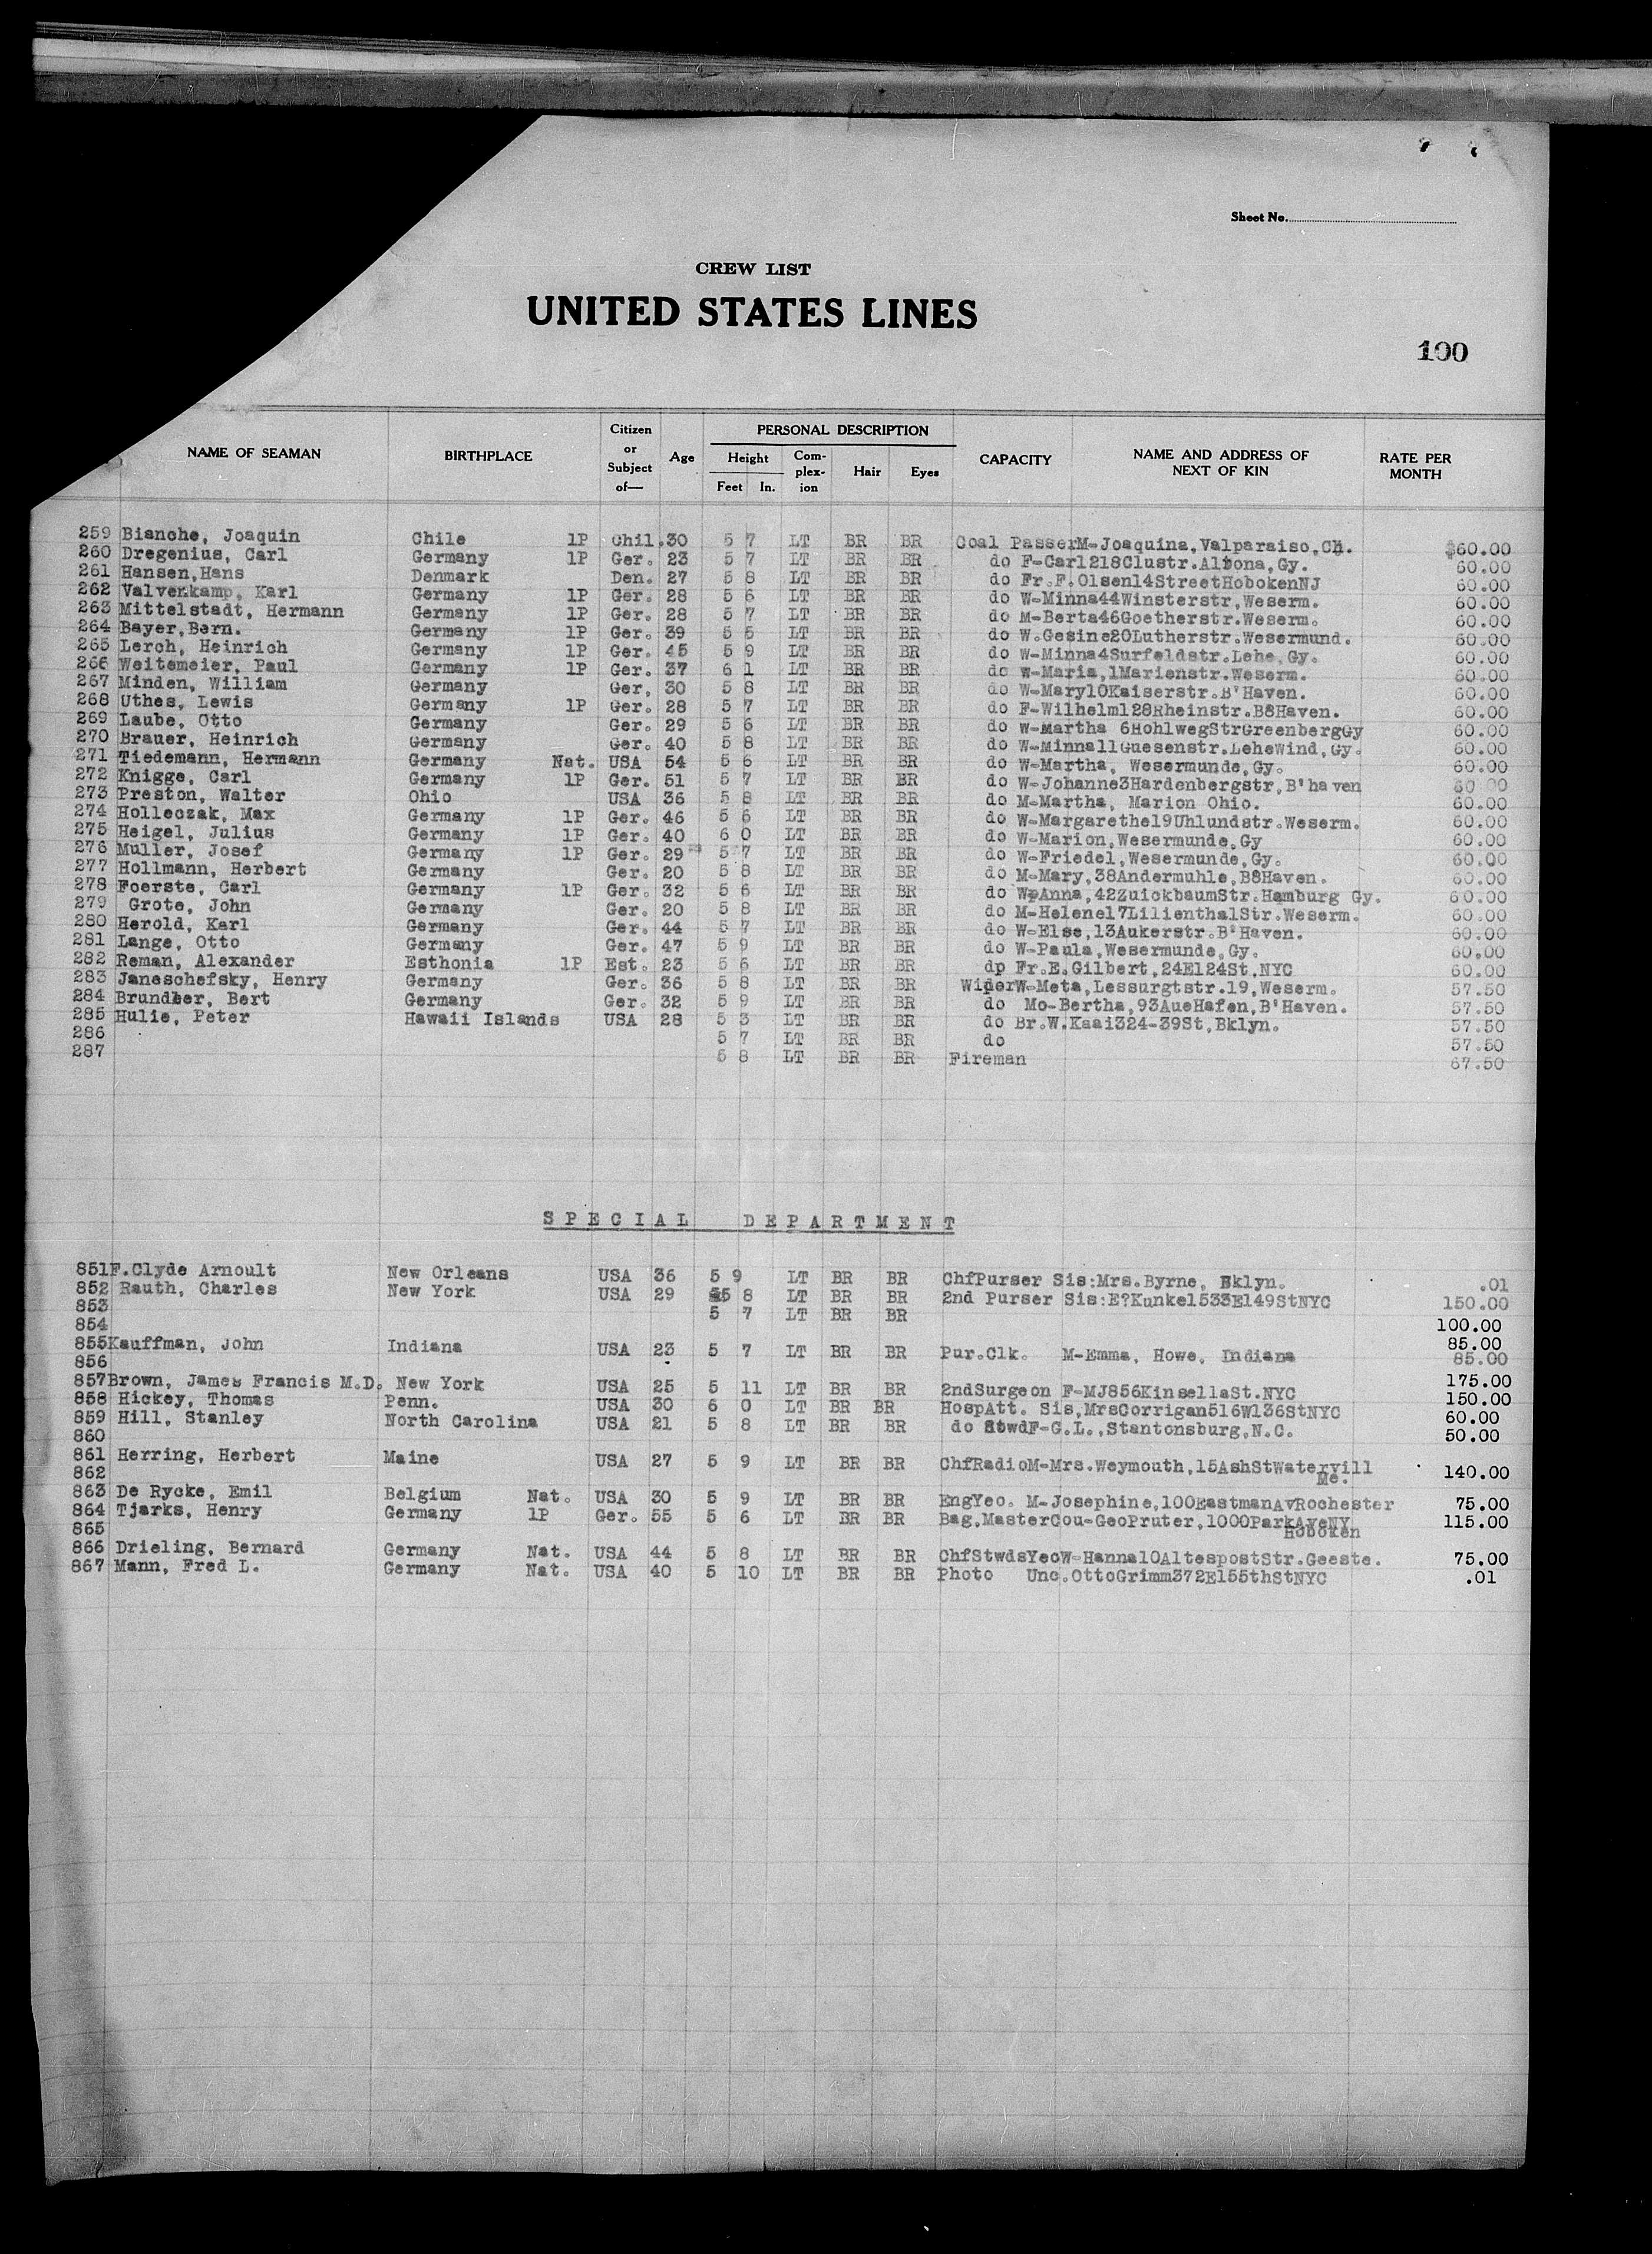 Sheet No.
CREW LIST
UNITED STATES LINES
100
NAME OF SEAMAN BIRTHPLACE Citizen or Subject of— Age PERSONAL DESCRIPTION Height Feet In. Com-plex-ion Hair Eyes CAPACITY NAME AND ADDRESS OF NEXT OF KIN RATE PER MONTH
259 Bianche, Joaquin Chile 1P Chil. 30 5 7 LT BR BR Coal PasserM-Joaquina,Valparaiso,Ch. $60.00
260 Dregenius, Carl Germany 1P Ger. 23 5 7 LT BR BR do F-Carl218Clustr.Altona,Gy. 60.00
261 Hansen,Hans Denmark Den. 27 5 8 LT BR BR do Fr.F.Olsen14StreetHobokenNJ 60.00
262 Valverkamp, Karl Germany 1P Ger. 28 5 6 LT BR BR do W-Minna44Winsterstr,Weserm. 60.00
263 Mittelstadt, Hermann Germany 1P Ger. 28 5 7 LT BR BR do M-Berta46Goetherstr.Weserm. 60.00
264 Bayer,Bern. Germany 1P Ger. 39 5 5 LT BR BR do W.Gesine20Lutherstr.Wesermund. 60.00
265 Lerch, Heinrich Germany 1P Ger. 45 5 9 LT BR BR do W-Minna4Surfeldstr.Lehe,Gy. 60.00
266 Weitemeier, Paul Germany 1P Ger. 37 6 1 LT BR BR do W-Maria,1Marienstr.Weserm. 60.00
267 Minden, William Germany Ger, 30 5 8 LT BR BR do W-Mary10Kaiserstr.B'Haven. 60.00
268 Uthes, Lewis Germany 1P Ger. 28 5 7 LT BR BR do F-Wilhelm128Rheinstr.B8Haven. 60.00
269 Laube, Otto Germany Ger. 29 5 6 LT BR BR do W-Martha 6HohlwegStrGreenbergGy 60.00
270 Brauer, Heinrich Germany Ger. 40 5 8 LT BR BR do W-Minna11Guesenstr.LeheWind,Gy. 60.00
271 Tiedemann, Hermann Germany Nat. USA 54 5 6 LT BR BR do W-Martha, Wesermunde,Gy. 60.00
272 Knigge, Carl Germany 1P Ger. 51 5 7 LT BR BR do W-Johanne3Hardenbergstr,B'haven 60.00
273 Preston, Walter Ohio USA 36 5 8 LT BR BR do M-Martha, Marion Ohio. 60.00
274 Holleczak, Max Germany 1P Ger. 46 5 6 LT BR BR do W-Margarethe19Uhlundstr.Weserm. 60.00
275 Heigel, Julius Germany 1P Ger. 40 6 0 LT BR BR do W-Marion,Wesermunde,Gy 60.00
276 Muller, Josef Germany 1P Ger. 29 5 7 LT BR BR do W-Friedel,Wesermunde,Gy. 60.00
277 Hollmann, Herbert Germany Ger. 20 5 8 LT BR BR do M-Mary,38Andermuhle,B8Haven. 60.00
278 Foerste, Carl Germany 1P Ger. 32 5 6 LT BR BR do W-Anna,42ZuickbaumStr.Hamburg Gy. 60.00
279 Grote, John Germany Ger. 20 5 8 LT BR BR do M-Helene17LilienthalStr.Weserm. 60.00
280 Herold, Karl Germany Ger. 44 5 7 LT BR BR do W-Else,13Aukerstr.B'Haven. 60.00
281 Lange, Otto Germany Ger. 47 5 9 LT BR BR do W-Paula,Wesermunde,Gy. 60.00
282 Reman, Alexander Esthonia 1P Est. 23 5 6 LT BR BR dp Fr.E.Gilbert,24E124St,NYC 60.00
283 Janeschefsky, Henry Germany Ger. 36 5 8 LT BR BR WiperW-Meta,Lessurgtstr.19,Weserm. 57.50
284 Brundler, Bert Germany Ger. 32 5 9 LT BR BR do Mo-Bertha,93AueHafen,B'Haven. 57.50
285 Hulie, Peter Hawaii Islands USA 28 5 3 LT BR BR do Br.W.Kaai324-39St,Bklyn. 57.50
286 5 7 LT BR BR do 57.50
287 5 8 LT BR BR Fireman 67.50
SPECIAL DEPARTMENT
851 F.Clyde Arnoult New Orleans USA 36 5 9 LT BR BR ChfPurser Sis:Mrs.Byrne, Bklyn. .01
852 Rauth, Charles New York USA 29 5 8 LT BR BR 2nd Purser Sis:E?Kunkel533E149StNYC 150.00
853 5 7 LT BR BR 100.00
854 85.00
855 Kauffman, John Indiana USA 23 5 7 LT BR BR Pur.Clk. M-Emma, Howe, Indiana 85.00
856 175.00
857 Brown, James Francis M.D. New York USA 25 5 11 LT BR BR 2ndSurgeon F-MJ856KinsellaSt.NYC 150.00
858 Hickey, Thomas Penn. USA 30 6 0 LT BR BR HospAtt. Sis,MrsCorrigan516W136StNYC 60.00
859 Hill, Stanley North Carolina USA 21 5 8 LT BR BR do StwdF-G.L.,Stantonsburg,N.C. 50.00
860
861 Herring, Herbert Maine USA 27 5 9 LT BR BR ChfRadioM-Mrs.Weymouth,15AshStWatervill Me. 140.00
862
863 De Rycke, Emil Belgium Nat. USA 30 5 9 LT BR BR EngYeo. M-Josephine,100EastmanAvRochester 75.00
864 Tjarks, Henry Germany 1P Ger. 55 5 6 LT BR BR Bag.MasterCou-GeoPruter,1000ParkAveNY Hoboken 115.00
865
866 Drieling, Bernard Germany Nat. USA 44 5 8 LT BR BR ChfStwdsYeoW-Hanna10AltespostStr.Geeste. 75.00
867 Mann, Fred L. Germany Nat. USA 40 5 10 LT BR BR Photo Unc.OttoGrimm372E155thStNYC .01